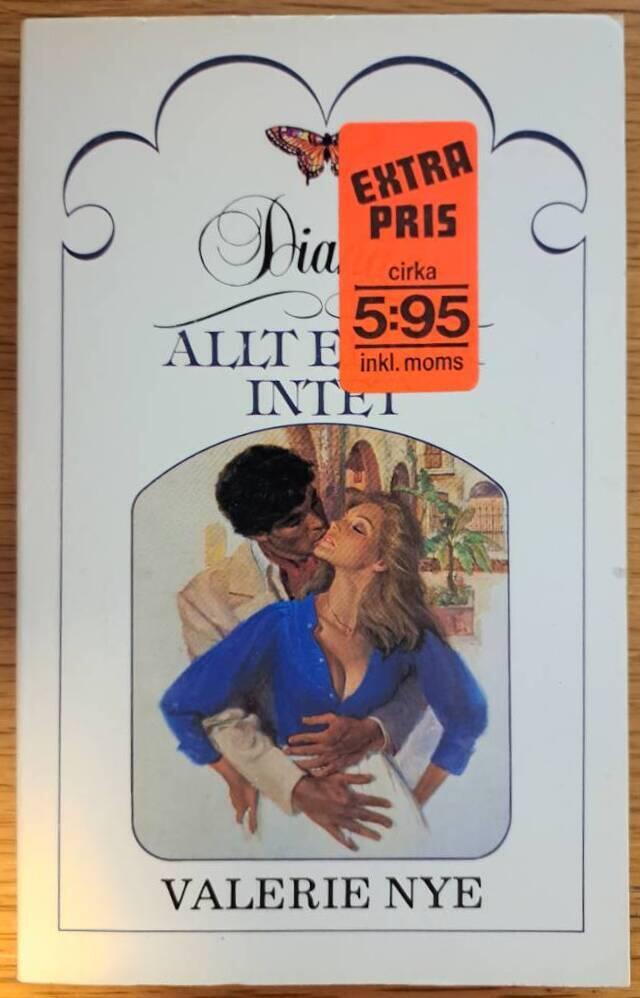 EXTRA
PRIS
cirka
5:95
inkl. moms
ALLT
INTET
VALERIE NYE